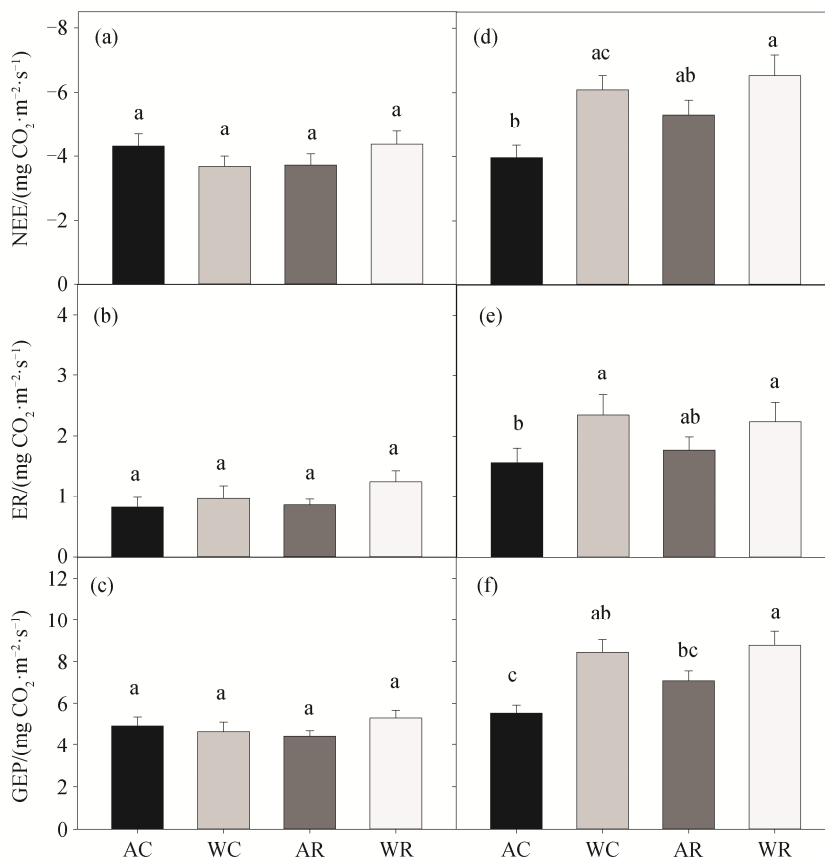 NEE/(mg CO₂·m⁻²·s⁻¹)
−8
−6
−4
−2
0
(a)
a
a
a
a
(d)
b
ac
ab
a
ER/(mg CO₂·m⁻²·s⁻¹)
4
3
2
1
0
(b)
a
a
a
a
(e)
b
a
ab
a
GEP/(mg CO₂·m⁻²·s⁻¹)
12
10
8
6
4
2
0
(c)
a
a
a
a
(f)
c
ab
bc
a
AC WC AR WR AC WC AR WR